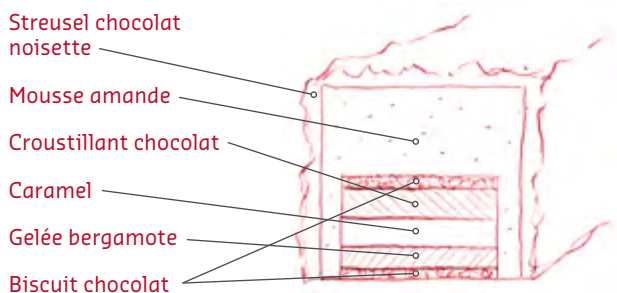 Streusel chocolat
noisette
Mousse amande
Croustillant chocolat
Caramel
Gelée bergamote
Biscuit chocolat